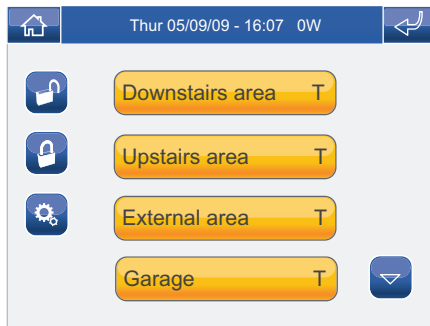 Thur 05/09/09 - 16:07 0W
Downstairs area T
Upstairs area T
External area T
Garage T